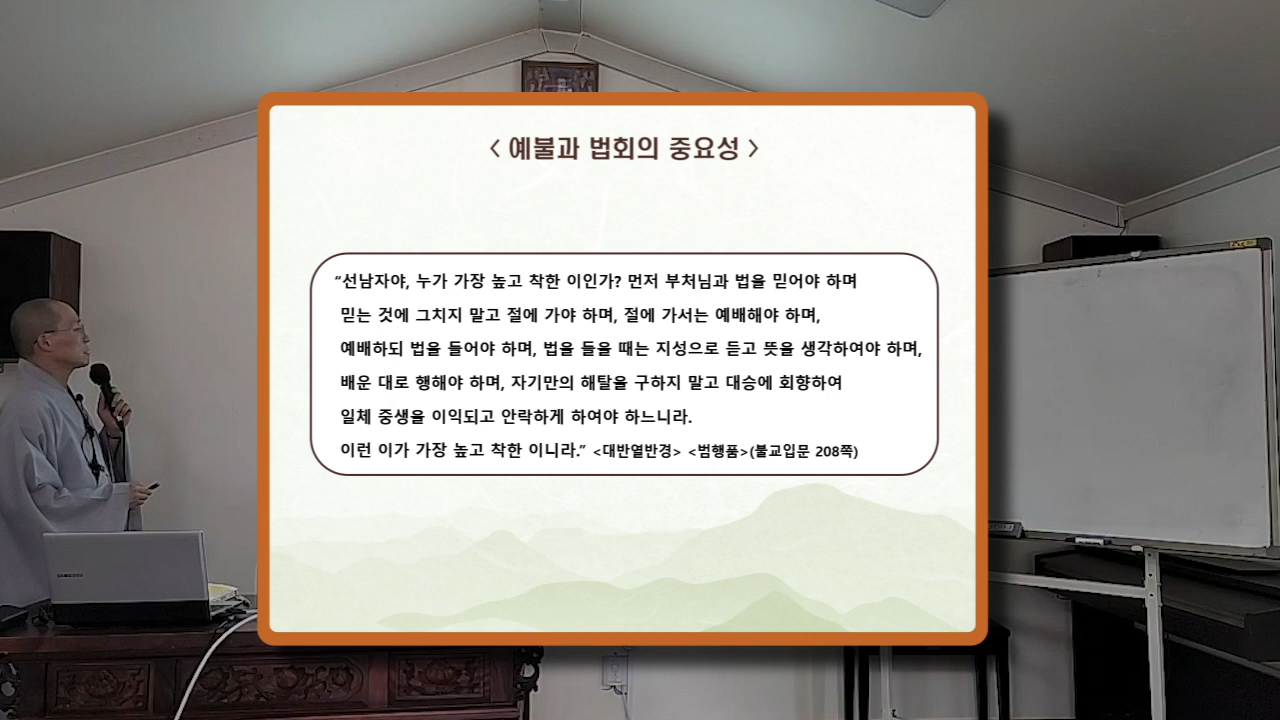 < 예불과 법회의 중요성 >
“선남자야, 누가 가장 높고 착한 이인가? 먼저 부처님과 법을 믿어야 하며
믿는 것에 그치지 말고 절에 가야 하며, 절에 가서는 예배해야 하며,
예배하되 법을 들어야 하며, 법을 들을 때는 지성으로 듣고 뜻을 생각하여야 하며,
배운 대로 행해야 하며, 자기만의 해탈을 구하지 말고 대승에 회향하여
일체 중생을 이익되고 안락하게 하여야 하느니라.
이런 이가 가장 높고 착한 이니라.” <대반열반경> <범행품>(불교입문 208쪽)
SAMSUNG